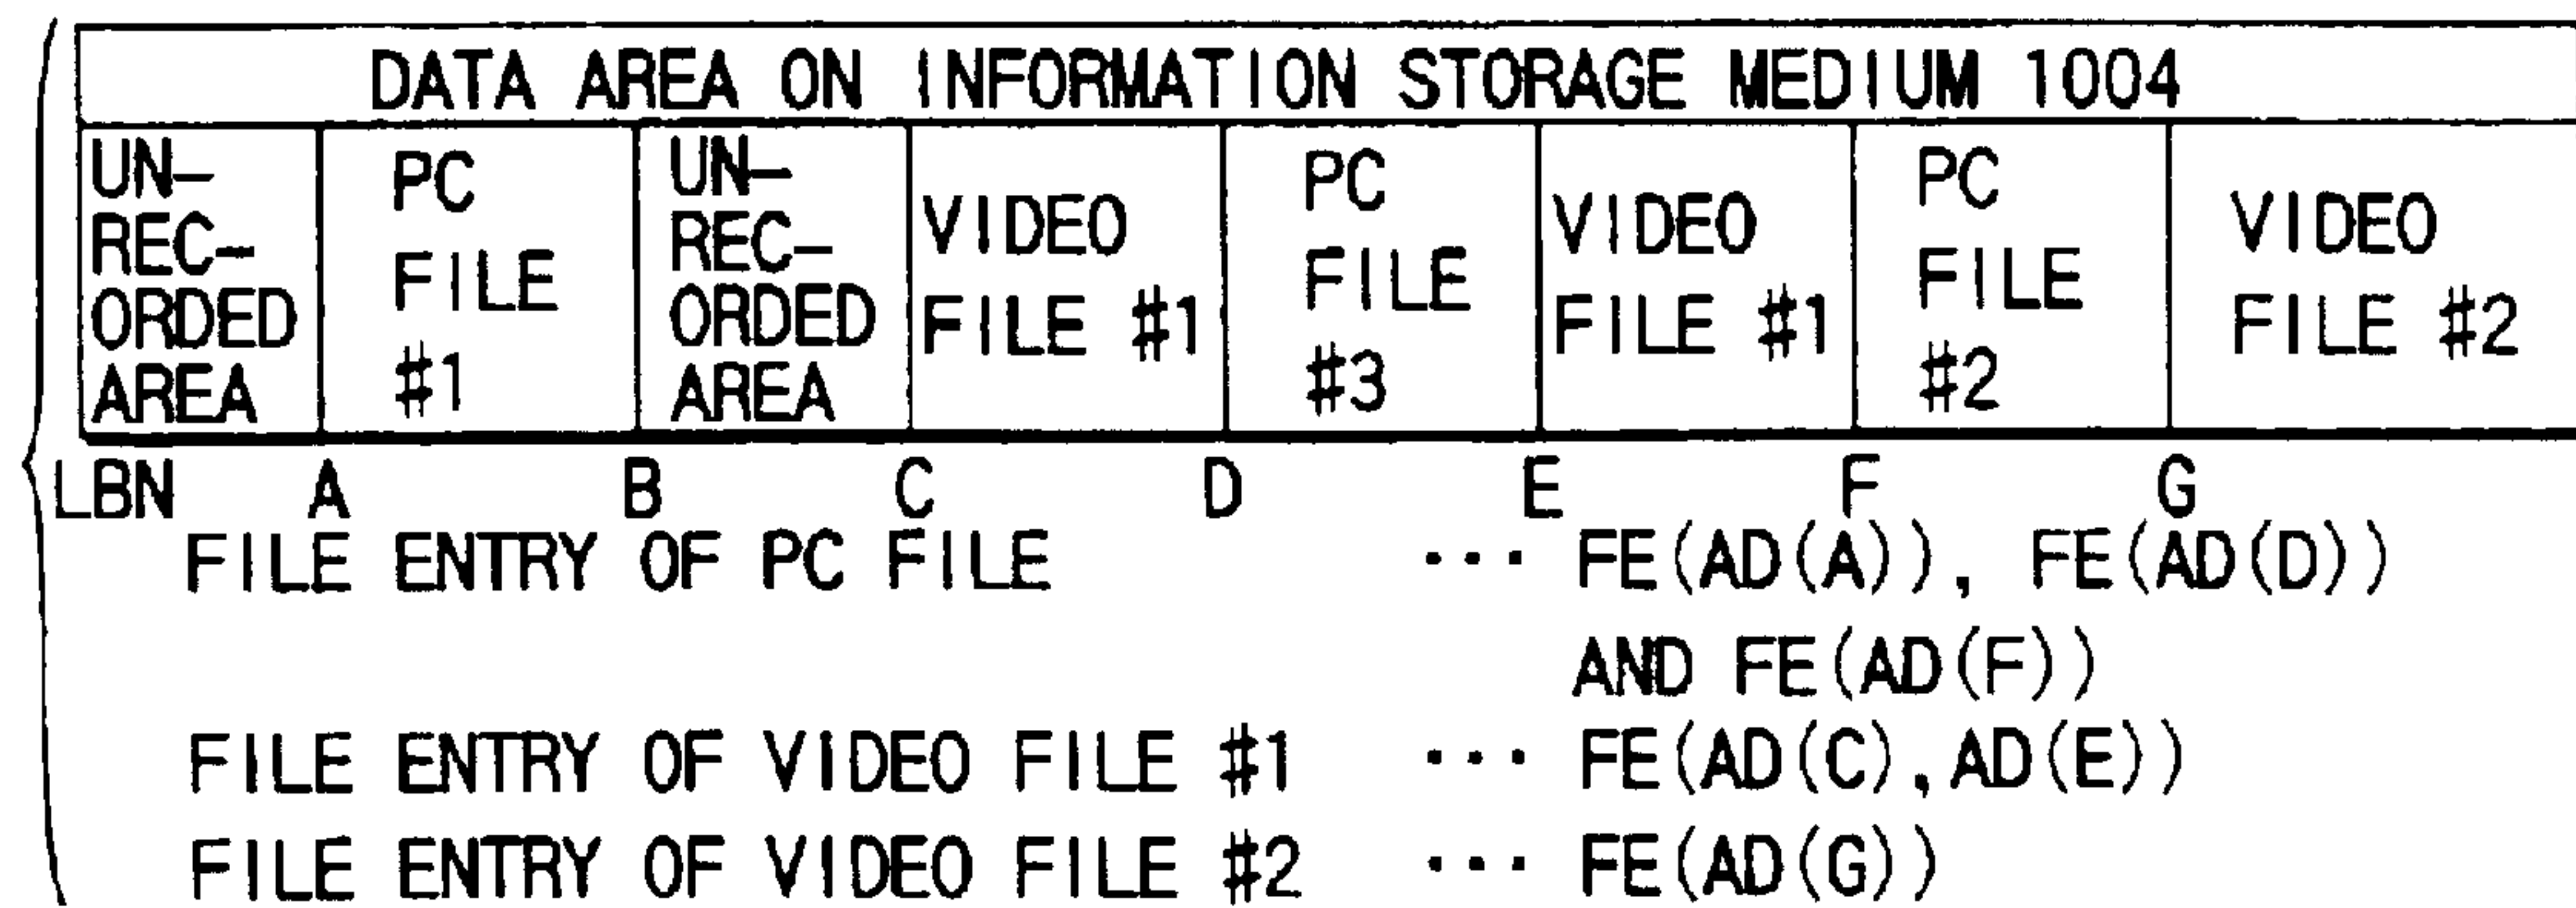 DATA AREA ON INFORMATION STORAGE MEDIUM 1004
UN-
REC-
ORDED
AREA
PC
FILE
#1
UN-
REC-
ORDED
AREA
VIDEO
FILE #1
PC
FILE
#3
VIDEO
FILE #1
PC
FILE
#2
VIDEO
FILE #2
LBN A B C D E F G
FILE ENTRY OF PC FILE ··· FE(AD(A)), FE(AD(D))
AND FE(AD(F))
FILE ENTRY OF VIDEO FILE #1 ··· FE(AD(C),AD(E))
FILE ENTRY OF VIDEO FILE #2 ··· FE(AD(G))